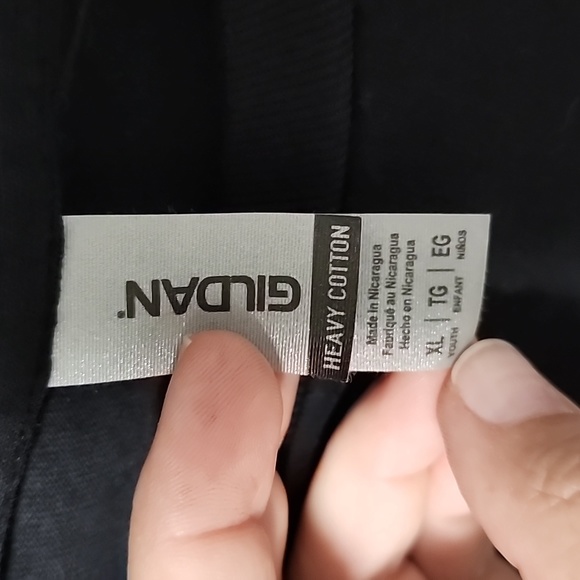 GILDAN®
HEAVY COTTON
Made in Nicaragua
Fabriqué au Nicaragua
Hecho en Nicaragua
XL | TG | EG
YOUTH ENFANT NIÑOS